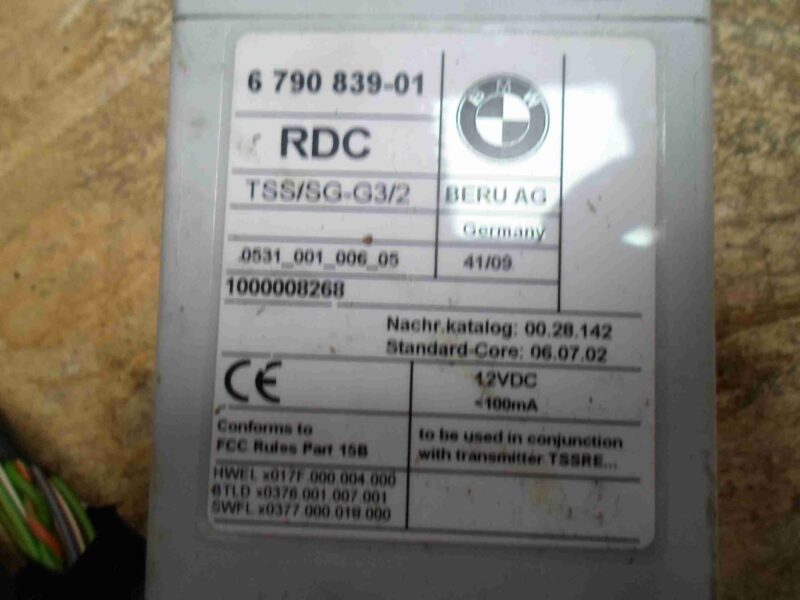 6 790 839-01
BMW
RDC
TSS/SG-G3/2
BERU AG
Germany
.0531_001_006_05
41/09
1000008268
Nachr.katalog: 00.28.142
Standard-Core: 06.07.02
CE
12VDC
<100mA
Conforms to
FCC Rules Part 15B
to be used in conjunction
with transmitter TSSRE...
HWEL x017F.000.004.000
BTLD x0376.001.007.001
SWFL x0377.000.018.000